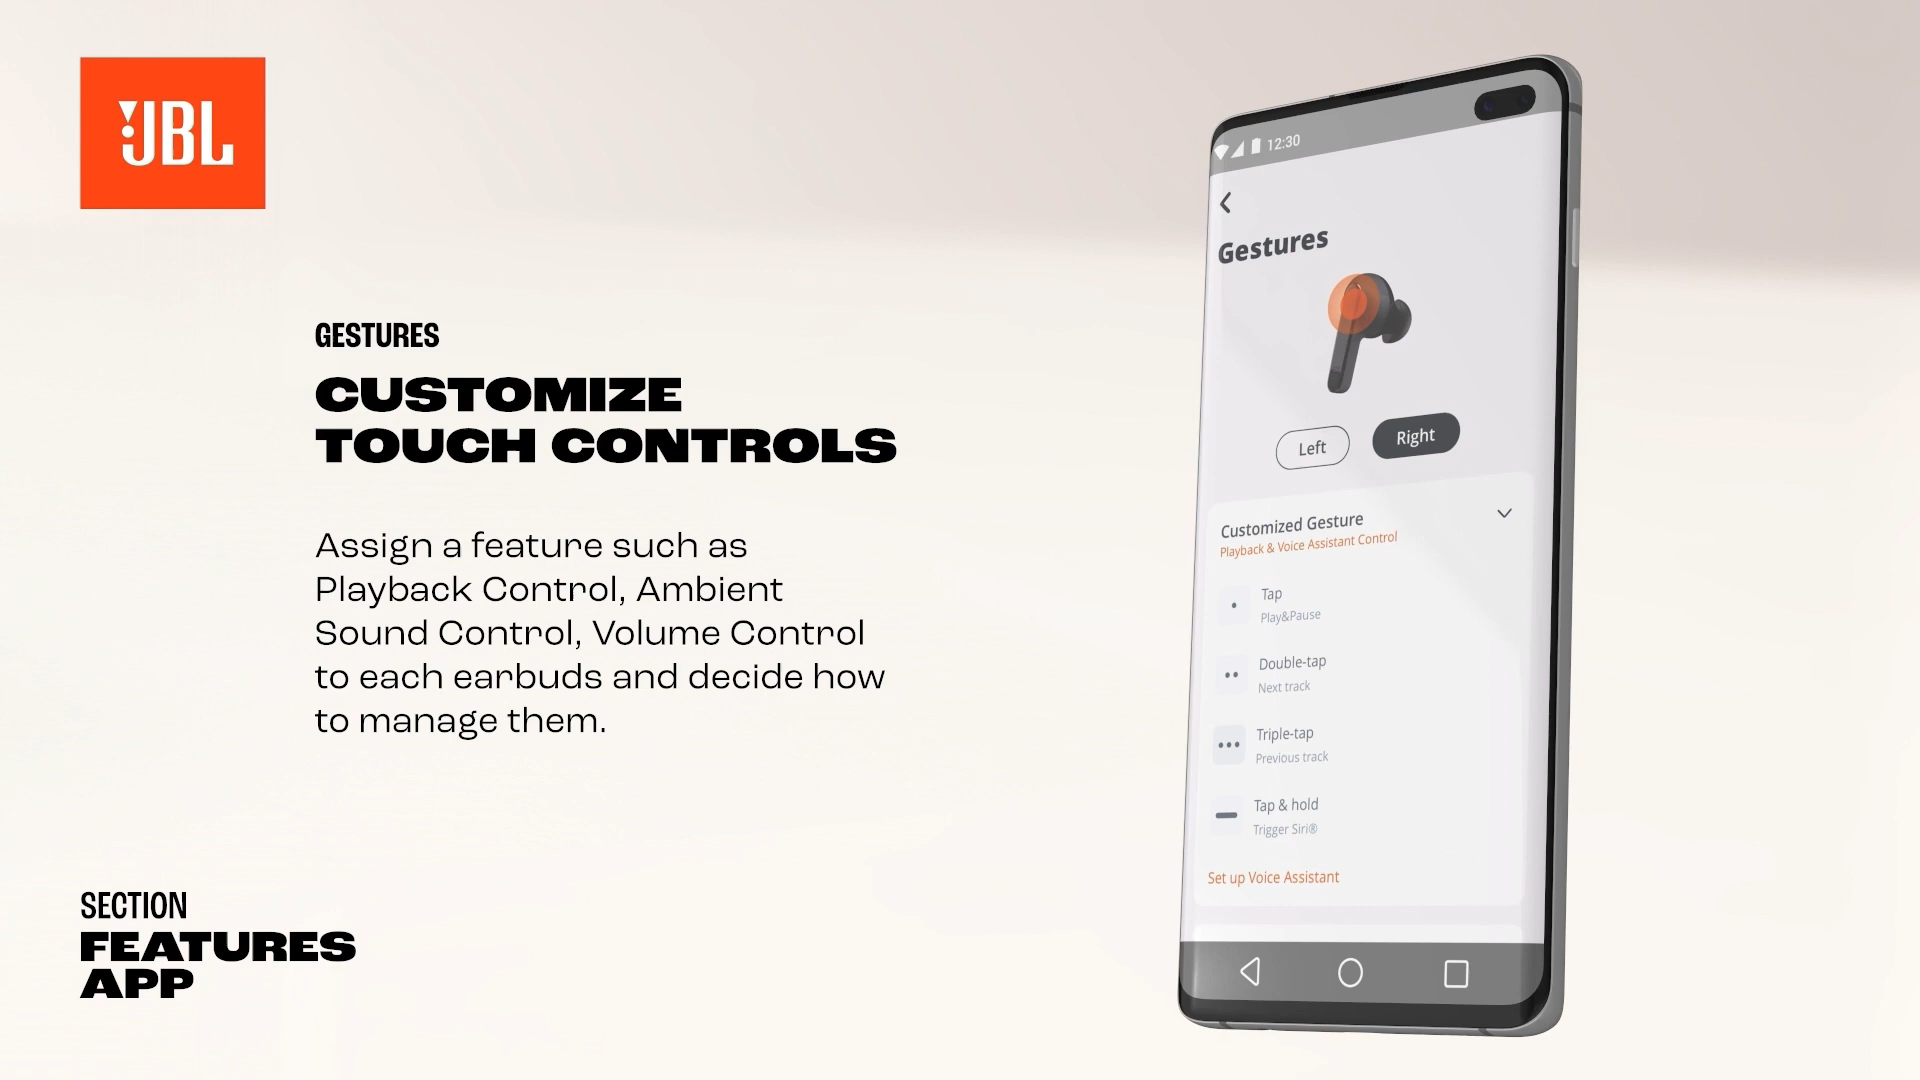 JBL
GESTURES
CUSTOMIZE
TOUCH CONTROLS
Assign a feature such as
Playback Control, Ambient
Sound Control, Volume Control
to each earbuds and decide how
to manage them.
SECTION
FEATURES
APP
12:30
Gestures
Left
Right
Customized Gesture
Playback & Voice Assistant Control
Tap
Play&Pause
Double-tap
Next track
Triple-tap
Previous track
Tap & hold
Trigger Siri®
Set up Voice Assistant